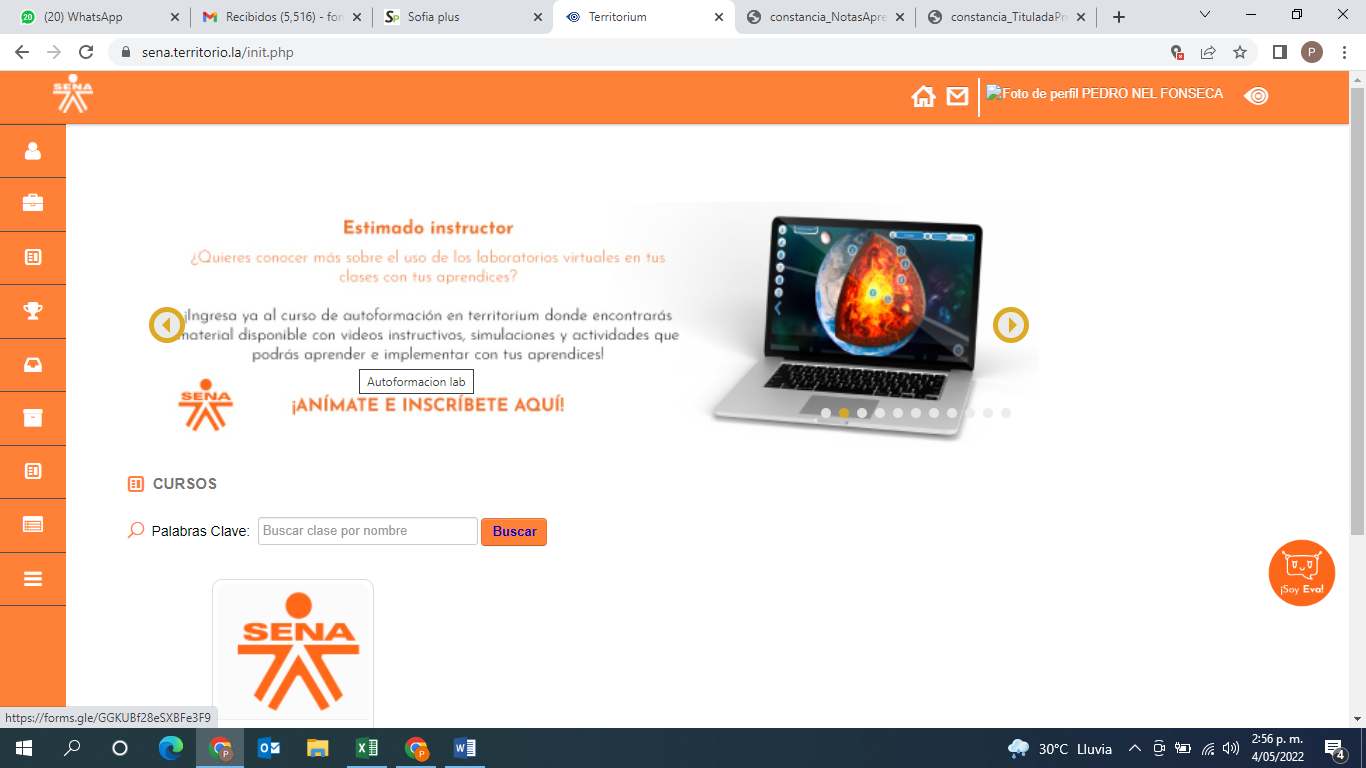 (20) WhatsApp
Recibidos (5,516) - fon
Sofia plus
Territorium
constancia_NotasApre
constancia_TituladaPr
sena.territorio.la/init.php
P
SENA
Foto de perfil PEDRO NEL FONSECA
Estimado instructor
¿Quieres conocer más sobre el uso de los laboratorios virtuales en tus
clases con tus aprendices?
¡Ingresa ya al curso de autoformación en territorium donde encontrarás
material disponible con videos instructivos, simulaciones y actividades que
podrás aprender e implementar con tus aprendices!
Autoformacion lab
SENA
¡ANÍMATE E INSCRÍBETE AQUÍ!
CURSOS
Palabras Clave:
Buscar clase por nombre
Buscar
¡Soy Eva!
SENA
https://forms.gle/GGKUBf28eSXBFe3F9
30°C Lluvia
2:56 p. m.
4/05/2022
4